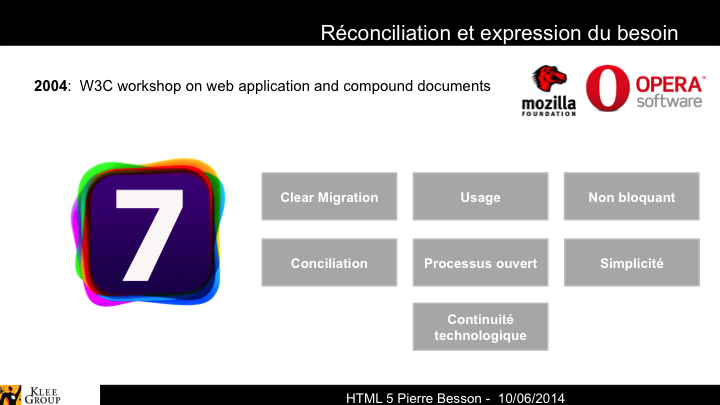 Réconciliation et expression du besoin
2004:  W3C workshop on web application and compound documents
mozilla
FOUNDATION
OPERA™
software
7
Clear Migration
Usage
Non bloquant
Conciliation
Processus ouvert
Simplicité
Continuité
technologique
KLEE
GROUP
HTML 5 Pierre Besson -  10/06/2014